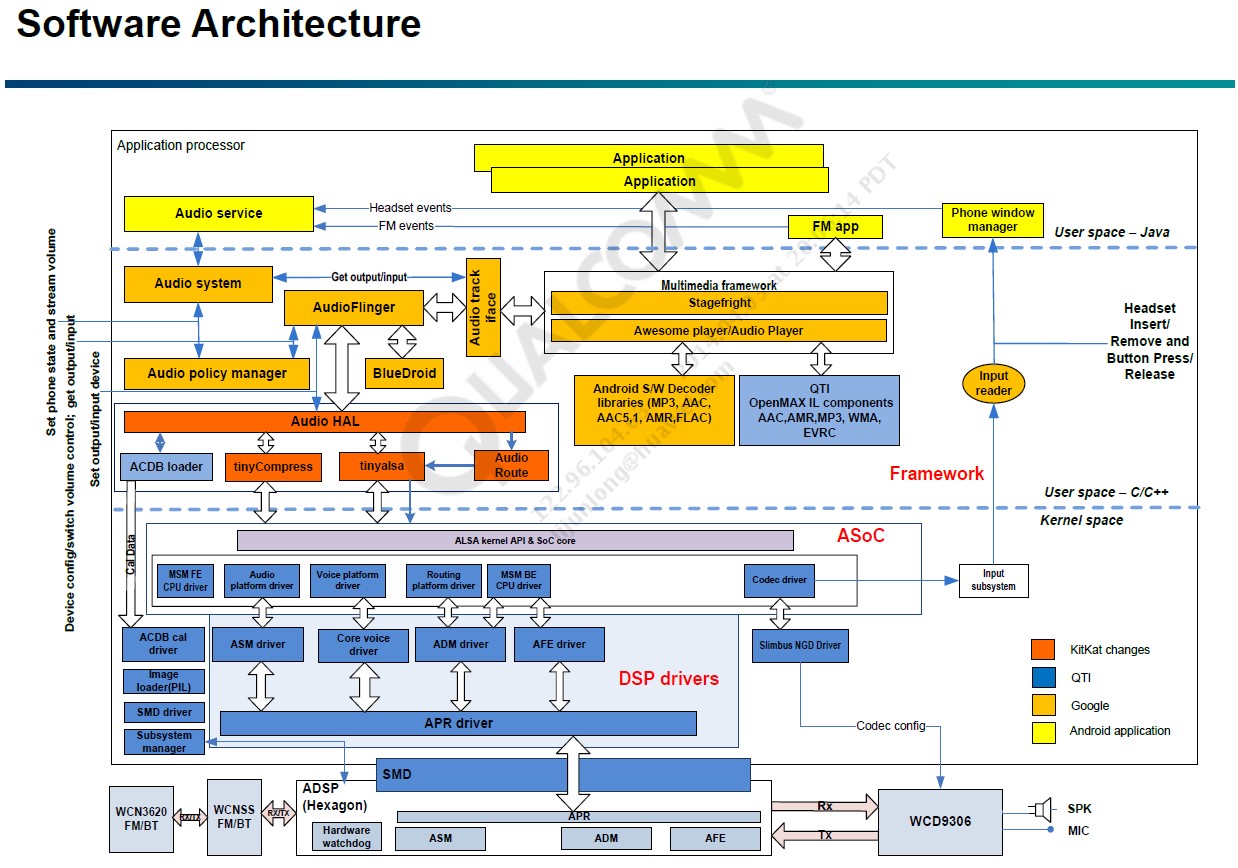 Software Architecture
Application processor
Application
Application
Audio service
Headset events
FM events
FM app
Phone window
manager
User space – Java
Audio system
Get output/input
AudioFlinger
Audio track
iface
Multimedia framework
Stagefright
Awesome player/Audio Player
Audio policy manager
BlueDroid
Android S/W Decoder
libraries (MP3, AAC,
AAC5,1, AMR,FLAC)
QTI
OpenMAX IL components
AAC,AMR,MP3, WMA,
EVRC
Input
reader
Headset
Insert/
Remove and
Button Press/
Release
Set phone state and stream volume
Device config/switch volume control; get output/input
Set output/input device
Audio HAL
ACDB loader
tinyCompress
tinyalsa
Audio
Route
Framework
User space – C/C++
Kernel space
Cal Data
ASoC
ALSA kernel API & SoC core
MSM FE
CPU driver
Audio
platform driver
Voice platform
driver
Routing
platform driver
MSM BE
CPU driver
Codec driver
Input
subsystem
ACDB cal
driver
ASM driver
Core voice
driver
ADM driver
AFE driver
Slimbus NGD Driver
Image
loader(PIL)
DSP drivers
SMD driver
APR driver
Subsystem
manager
Codec config
KitKat changes
QTI
Google
Android application
SMD
ADSP
(Hexagon)
WCN3620
FM/BT
RX/TX
WCNSS
FM/BT
RX/TX
Hardware
watchdog
APR
ASM
ADM
AFE
Rx
Tx
WCD9306
SPK
MIC
QUALCOMM